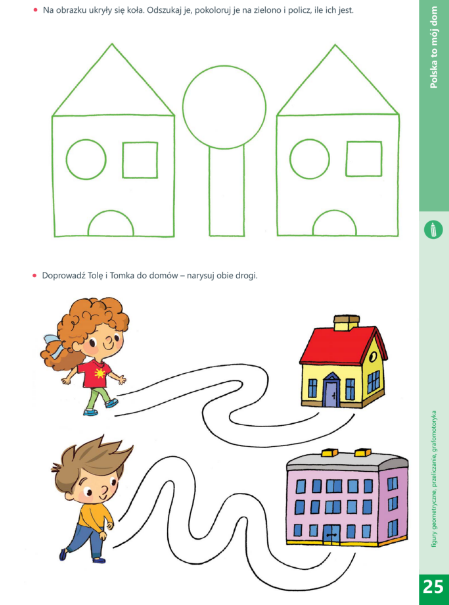 Na obrazku ukryły się koła. Odszukaj je, pokoloruj je na zielono i policz, ile ich jest.
Polska to mój dom
Doprowadź Tolę i Tomka do domów – narysuj obie drogi.
figury geometryczne, przeliczanie, grafomotoryka
25